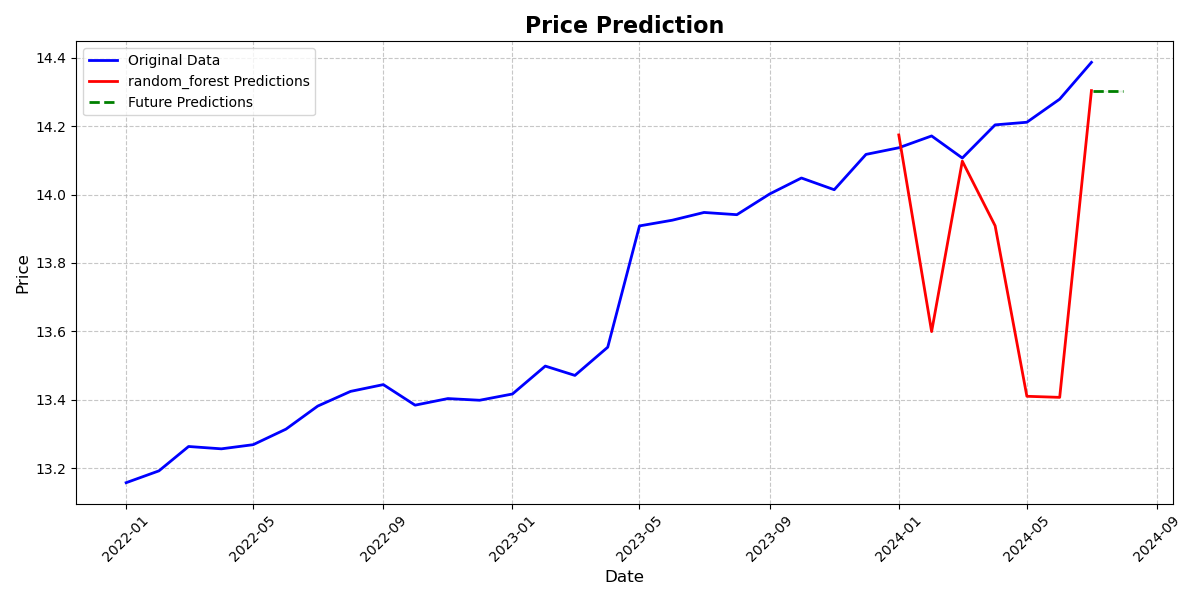 Price Prediction
Original Data
random_forest Predictions
Future Predictions
Price
14.4
14.2
14.0
13.8
13.6
13.4
13.2
2022-01
2022-05
2022-09
2023-01
2023-05
2023-09
2024-01
2024-05
2024-09
Date